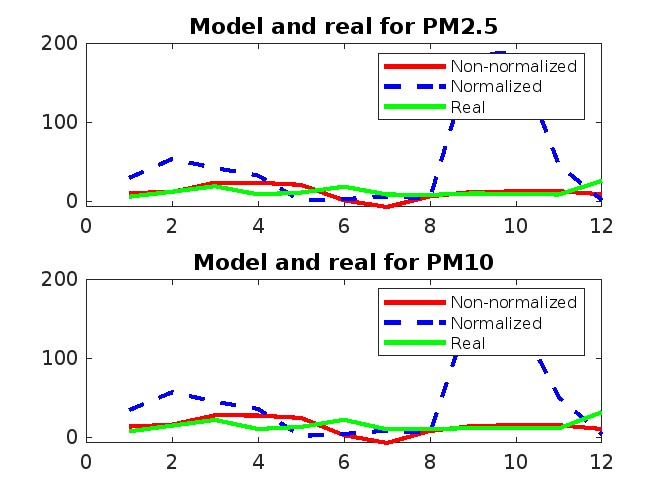 Model and real for PM2.5
200
100
0
Non-normalized
Normalized
Real
0 2 4 6 8 10 12
Model and real for PM10
200
100
0
Non-normalized
Normalized
Real
0 2 4 6 8 10 12